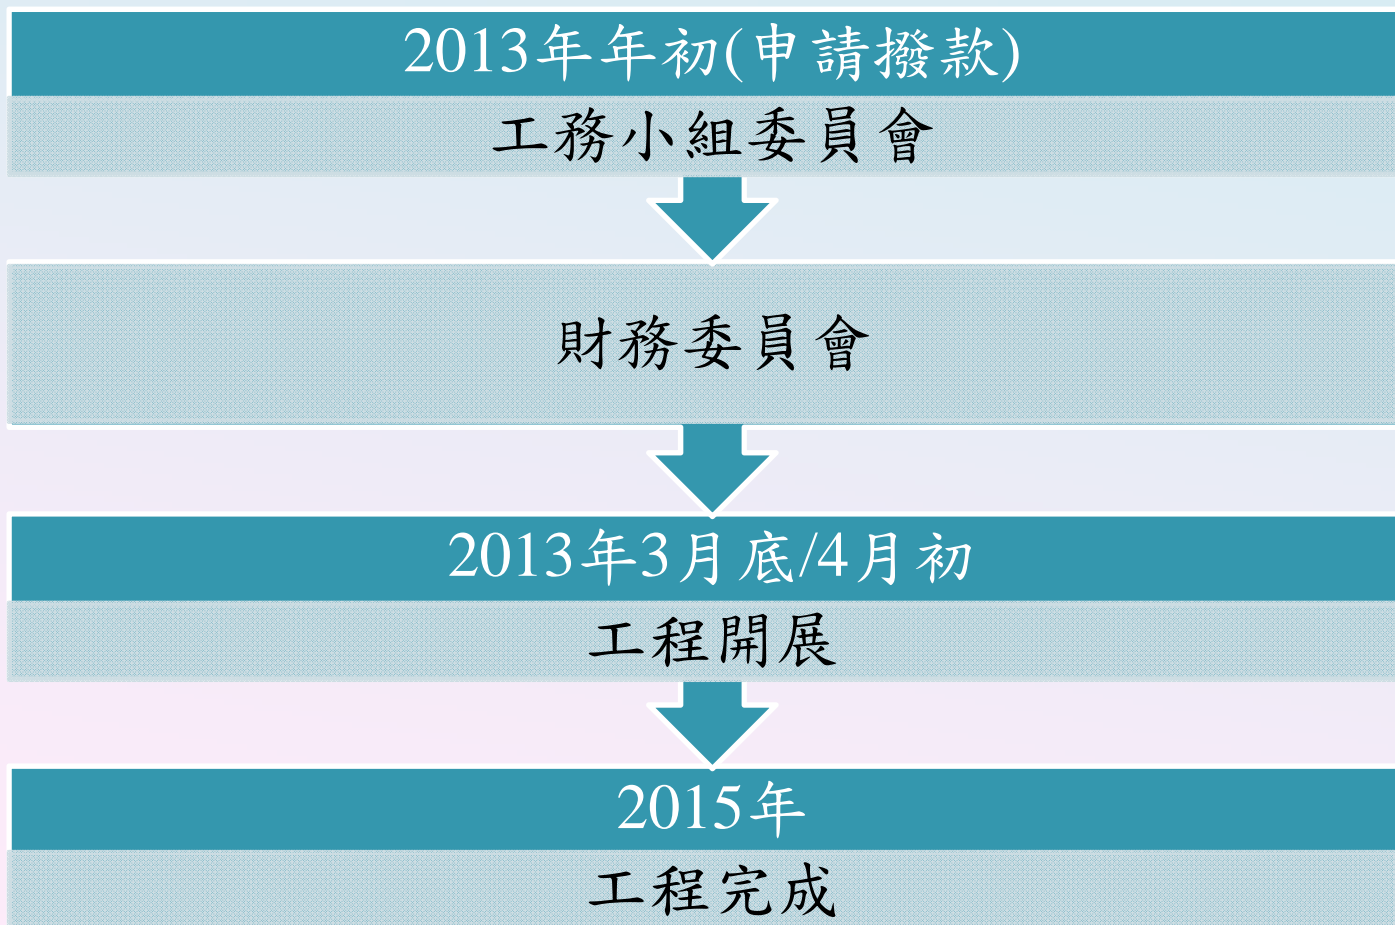 2013年年初(申請撥款)
工務小組委員會
財務委員會
2013年3月底/4月初
工程開展
2015年
工程完成